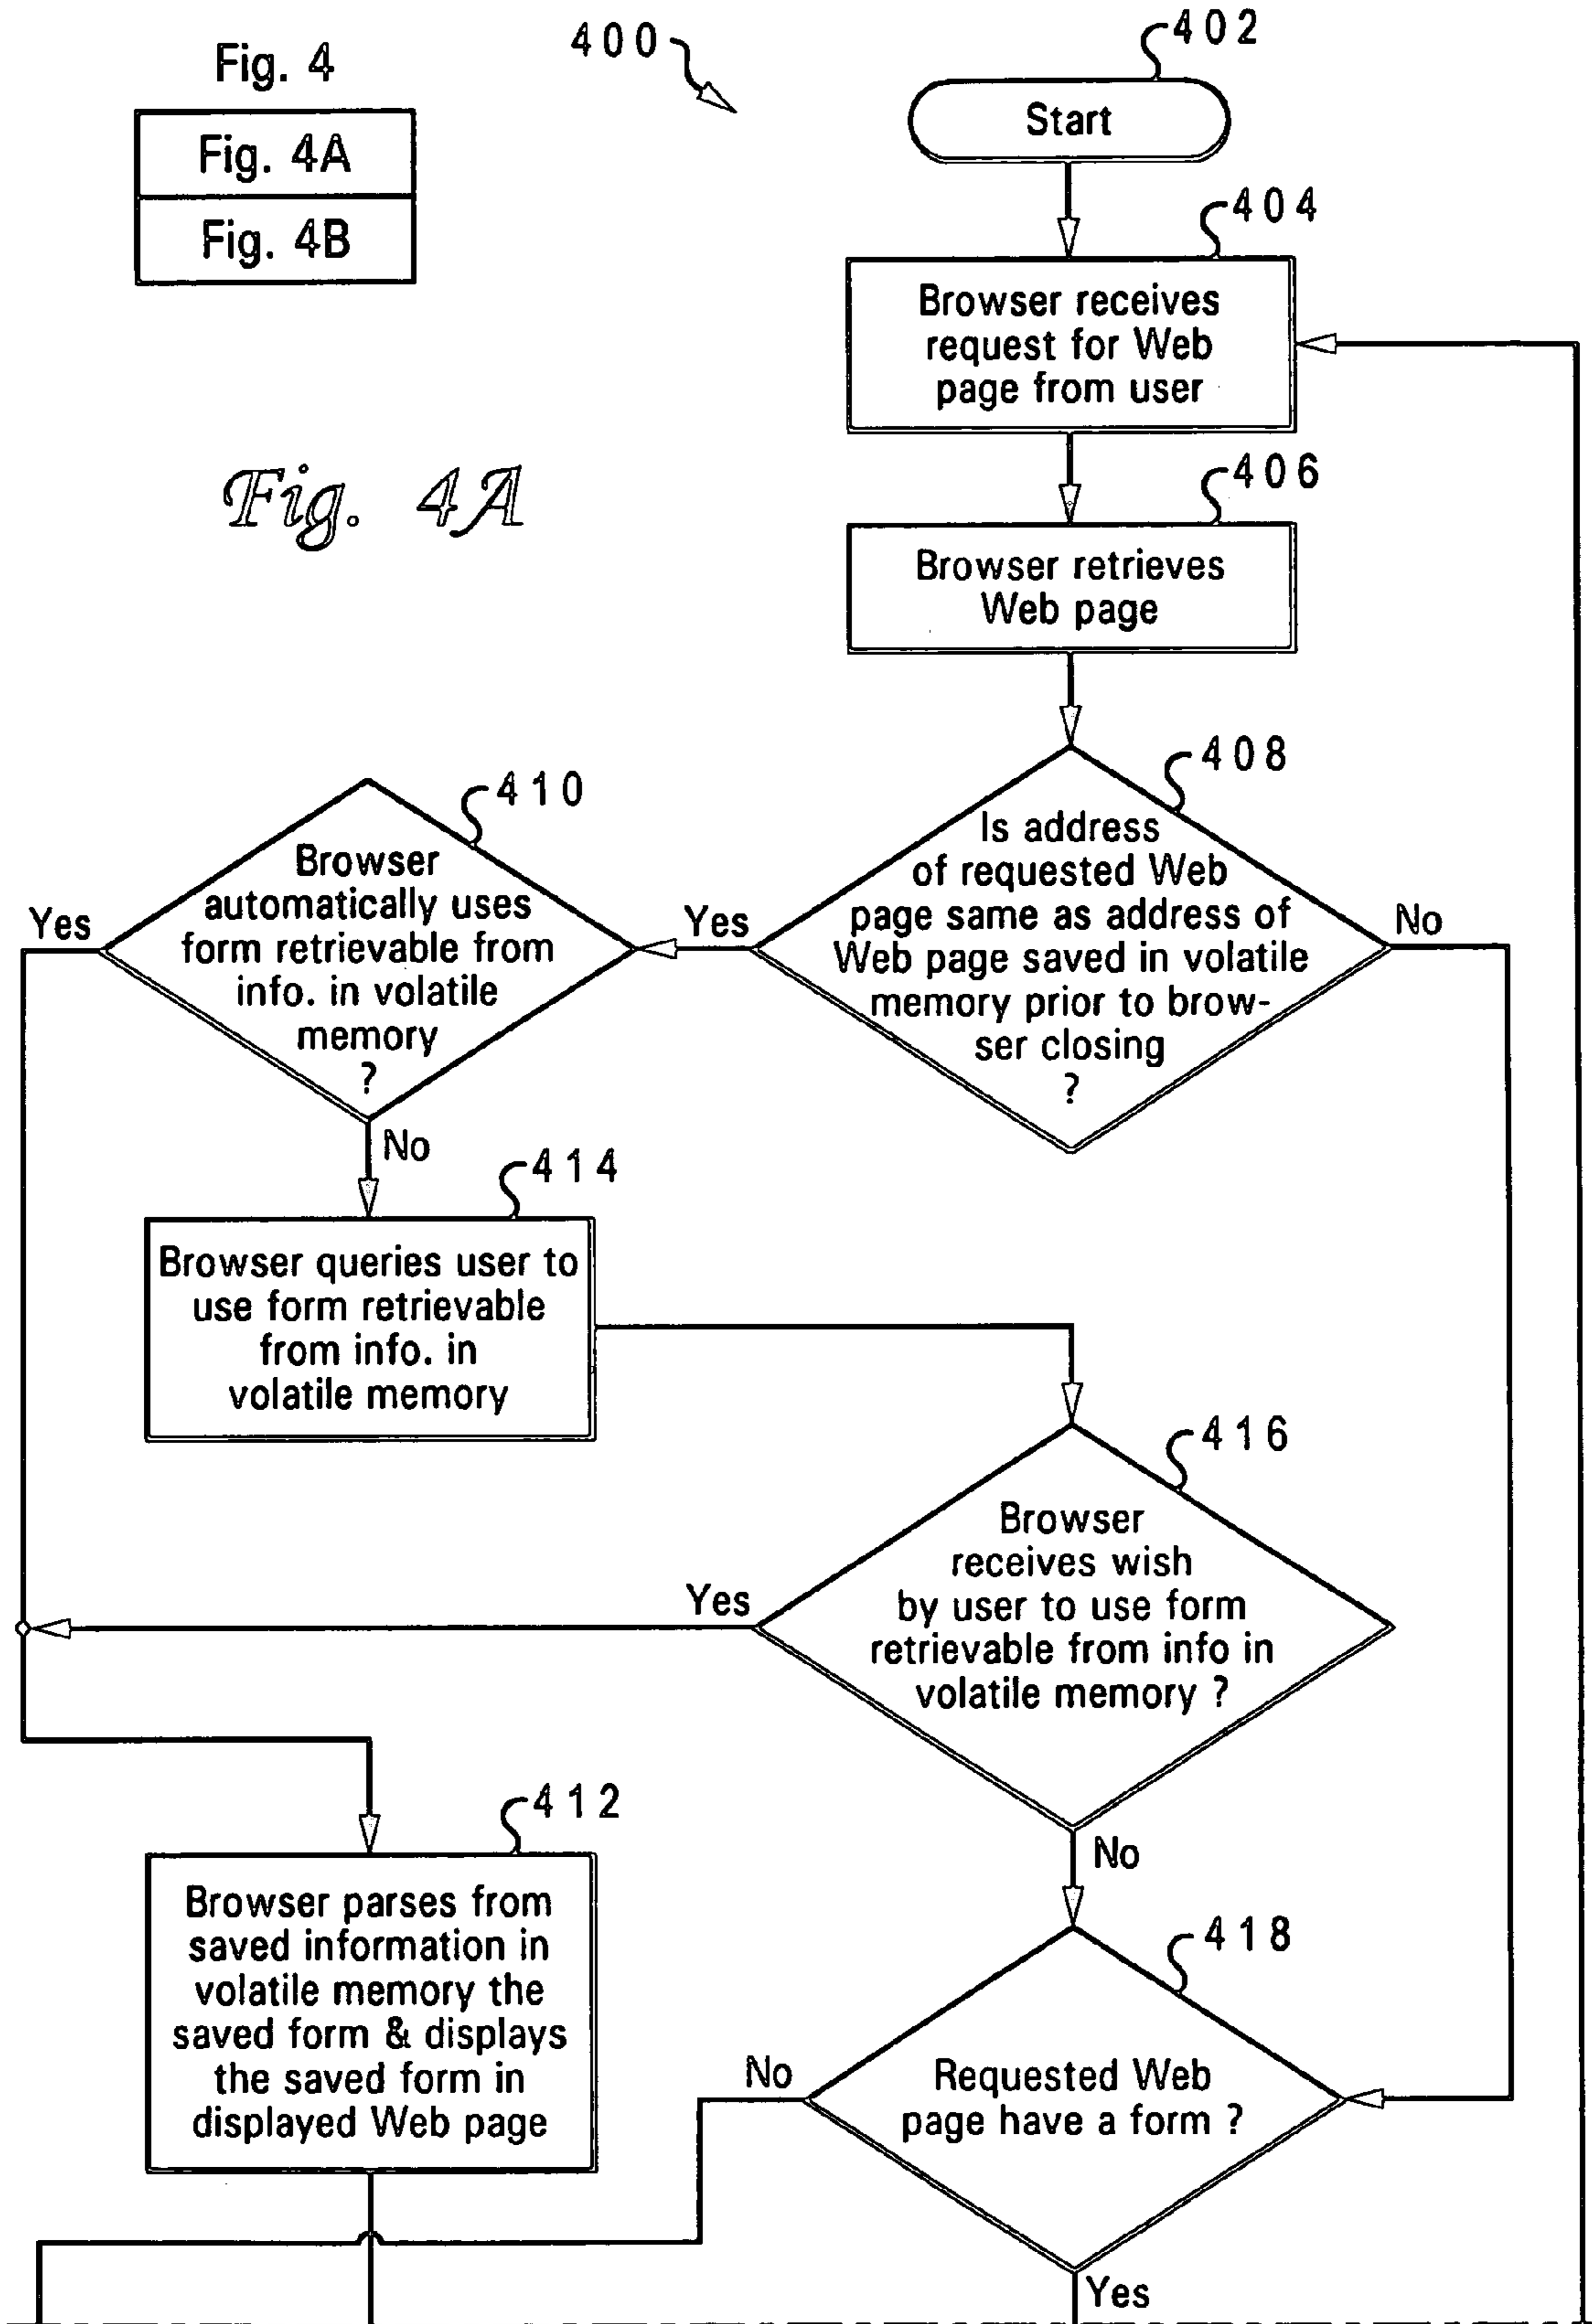 Fig. 4
Fig. 4A
Fig. 4B
400
402
Start
404
Browser receives
request for Web
page from user
Fig. 4A
406
Browser retrieves
Web page
408
Is address
of requested Web
page same as address of
Web page saved in volatile
memory prior to brow-
ser closing
?
Yes
No
410
Browser
automatically uses
form retrievable from
info. in volatile
memory
?
Yes
No
414
Browser queries user to
use form retrievable
from info. in
volatile memory
416
Browser
receives wish
by user to use form
retrievable from info in
volatile memory ?
Yes
No
412
Browser parses from
saved information in
volatile memory the
saved form & displays
the saved form in
displayed Web page
418
Requested Web
page have a form ?
No
Yes